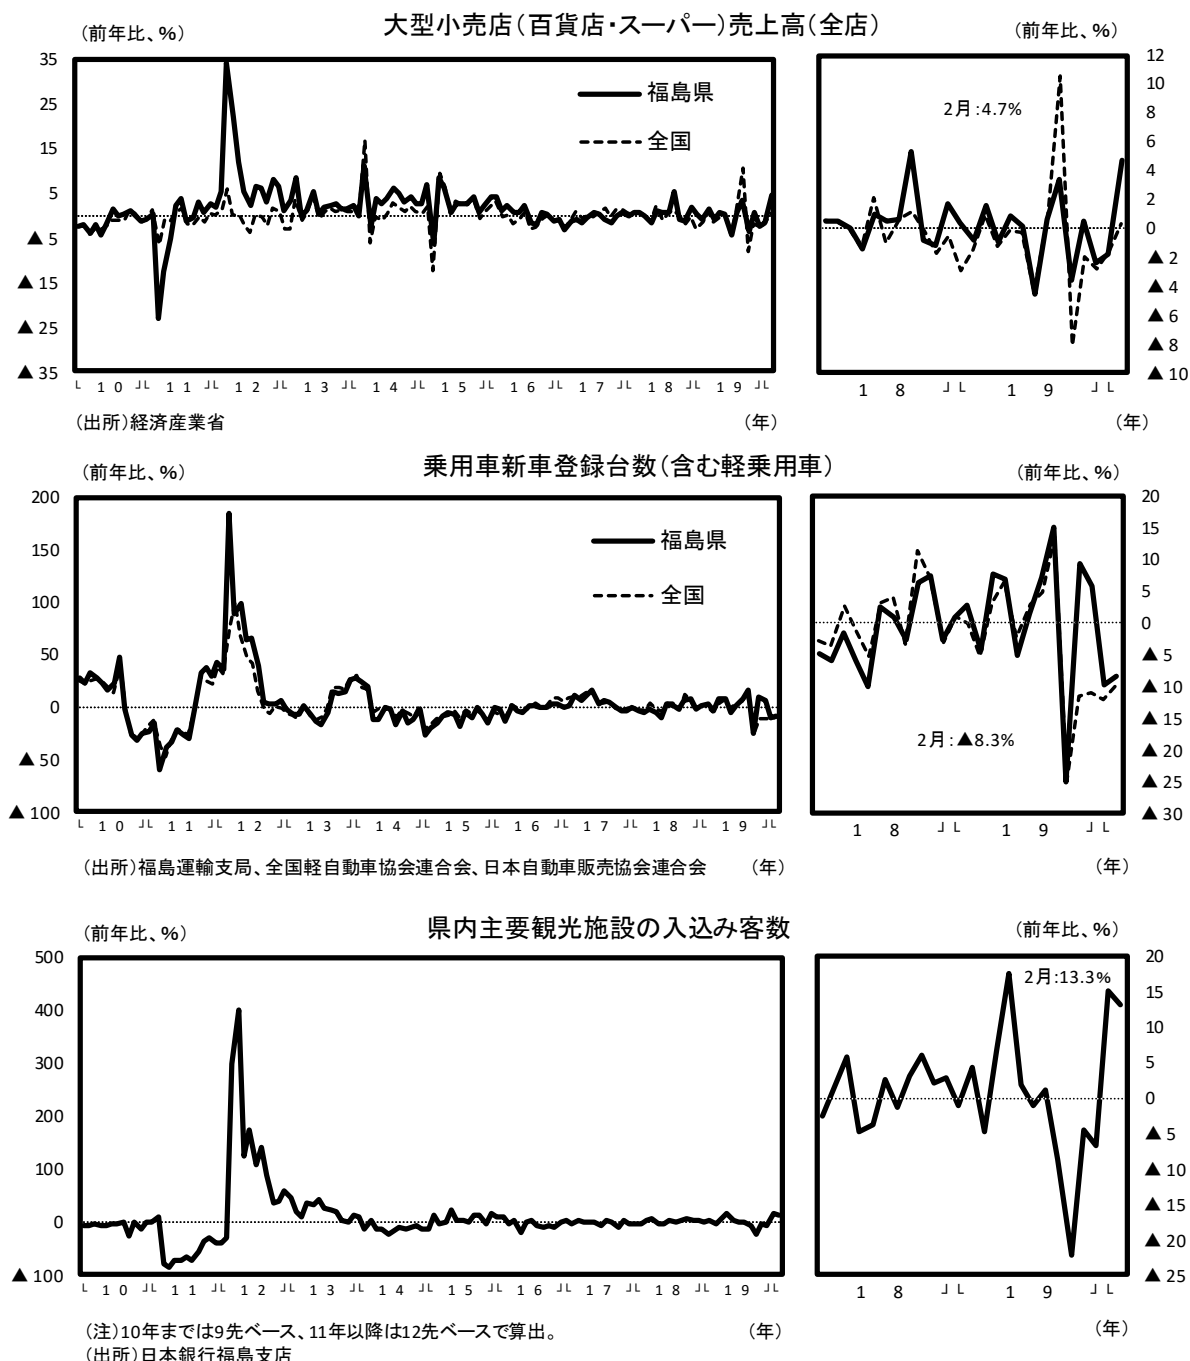 大型小売店(百貨店・スーパー)売上高(全店)
(前年比、%)
(前年比、%)
35
25
15
5
▲ 5
▲ 15
▲ 25
▲ 35
福島県
全国
└ 10 ┘└ 11 ┘└ 12 ┘└ 13 ┘└ 14 ┘└ 15 ┘└ 16 ┘└ 17 ┘└ 18 ┘└ 19 ┘└
2月:4.7%
12
10
8
6
4
2
0
▲ 2
▲ 4
▲ 6
▲ 8
▲ 10
18 ┘└ 19 ┘└
(出所)経済産業省
(年)
(年)
乗用車新車登録台数(含む軽乗用車)
(前年比、%)
(前年比、%)
200
150
100
50
0
▲ 50
▲ 100
福島県
全国
└ 10 ┘└ 11 ┘└ 12 ┘└ 13 ┘└ 14 ┘└ 15 ┘└ 16 ┘└ 17 ┘└ 18 ┘└ 19 ┘└
2月:▲8.3%
20
15
10
5
0
▲ 5
▲ 10
▲ 15
▲ 20
▲ 25
▲ 30
18 ┘└ 19 ┘└
(出所)福島運輸支局、全国軽自動車協会連合会、日本自動車販売協会連合会
(年)
(年)
県内主要観光施設の入込み客数
(前年比、%)
(前年比、%)
500
400
300
200
100
0
▲ 100
└ 10 ┘└ 11 ┘└ 12 ┘└ 13 ┘└ 14 ┘└ 15 ┘└ 16 ┘└ 17 ┘└ 18 ┘└ 19 ┘└
2月:13.3%
20
15
10
5
0
▲ 5
▲ 10
▲ 15
▲ 20
▲ 25
18 ┘└ 19 ┘└
(注)10年までは9先ベース、11年以降は12先ベースで算出。
(年)
(年)
(出所)日本銀行福島支店